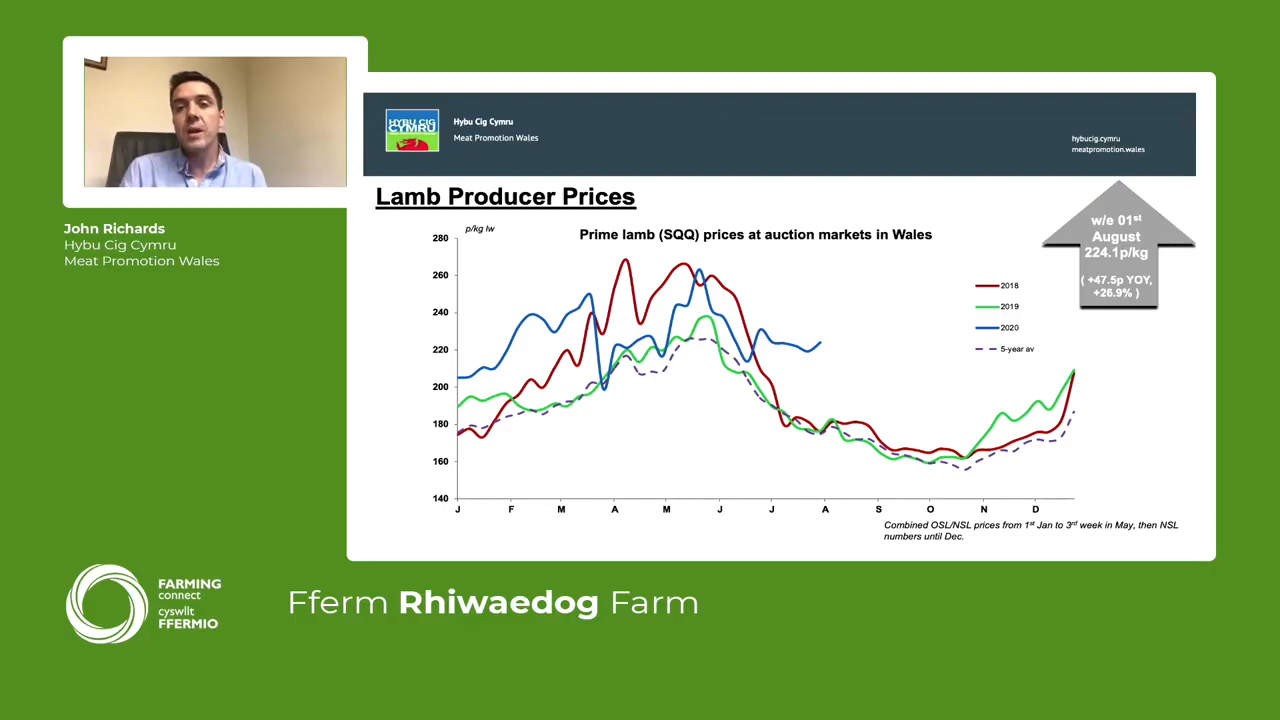 John Richards
Hybu Cig Cymru
Meat Promotion Wales
HYBU CIG
CYMRU
Hybu Cig Cymru
Meat Promotion Wales
hybucig.cymru
meatpromotion.wales
Lamb Producer Prices
w/e 01st
August
224.1p/kg
( +47.5p YOY,
+26.9% )
p/kg lw
Prime lamb (SQQ) prices at auction markets in Wales
280
260
240
220
200
180
160
140
J F M A M J J A S O N D
2018
2019
2020
5-year av
Combined OSL/NSL prices from 1st Jan to 3rd week in May, then NSL
numbers until Dec.
FARMING
connect
cyswllt
FFERMIO
Fferm Rhiwaedog Farm